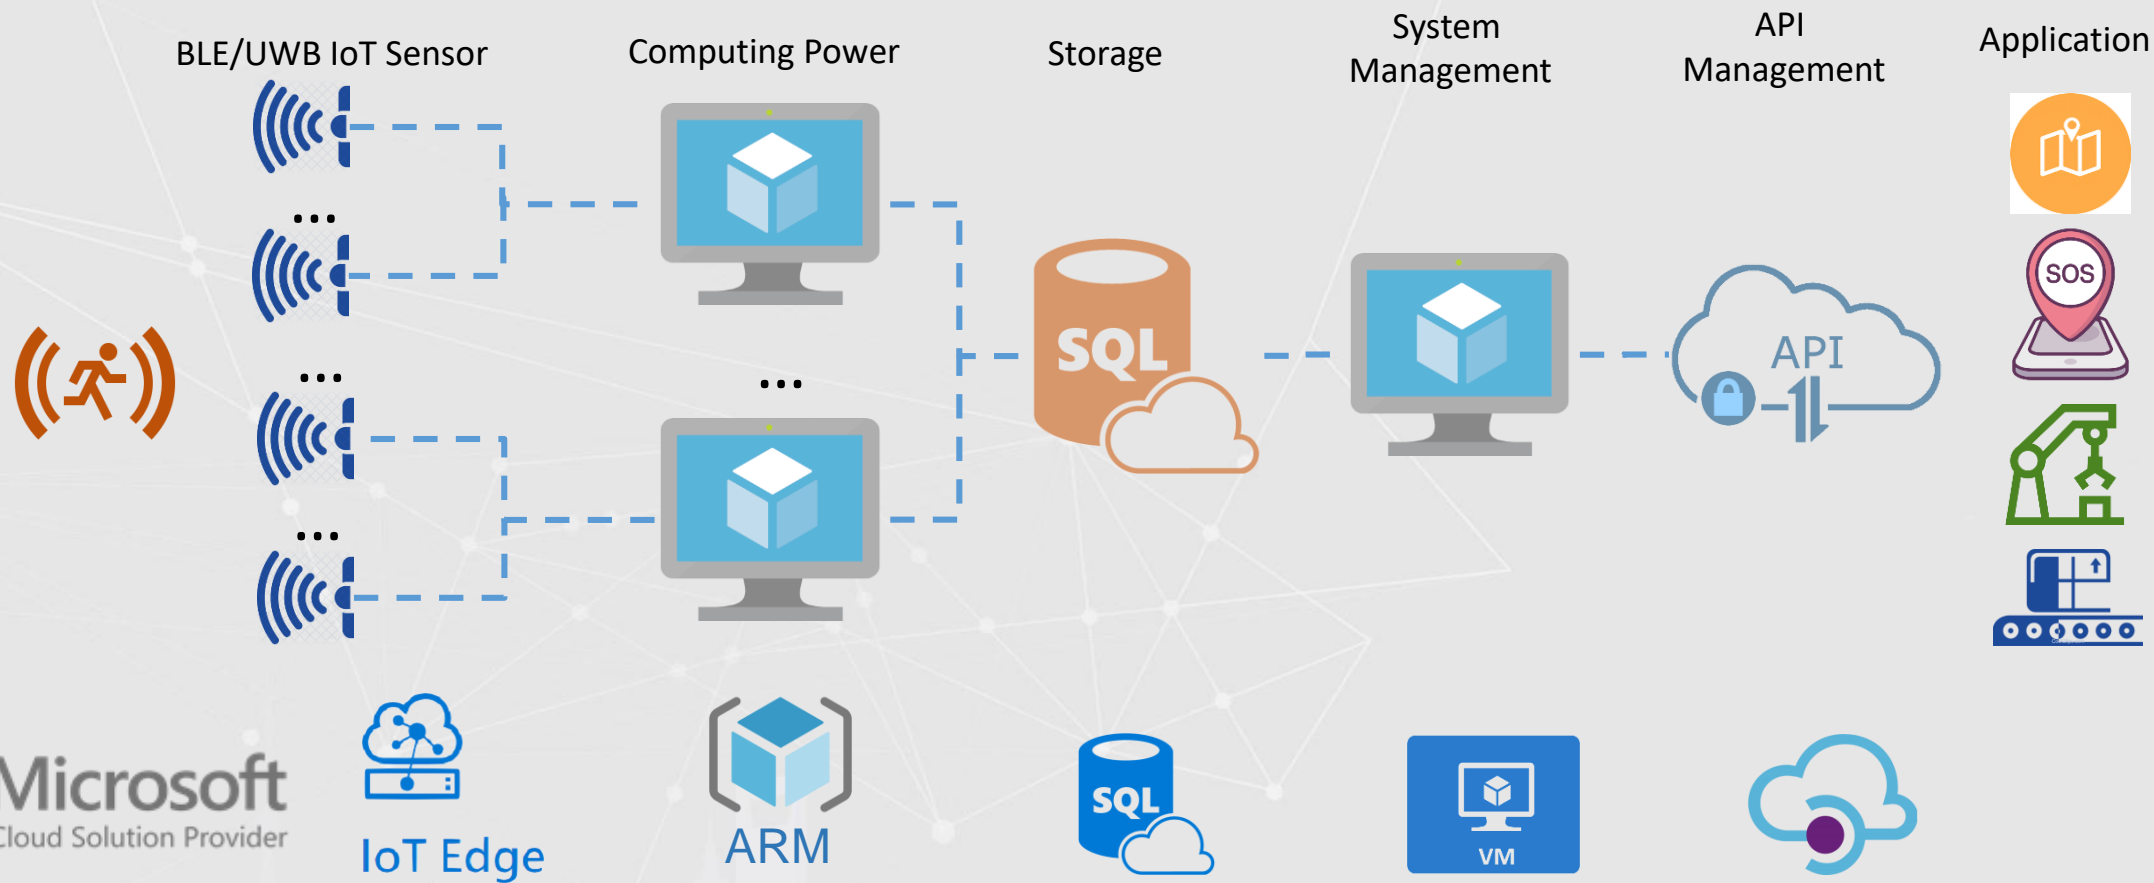 BLE/UWB IoT Sensor
Computing Power
Storage
System
Management
API
Management
Application
...
...
...
...
...
SQL
API
SOS
Microsoft
Cloud Solution Provider
IoT Edge
ARM
SQL
VM